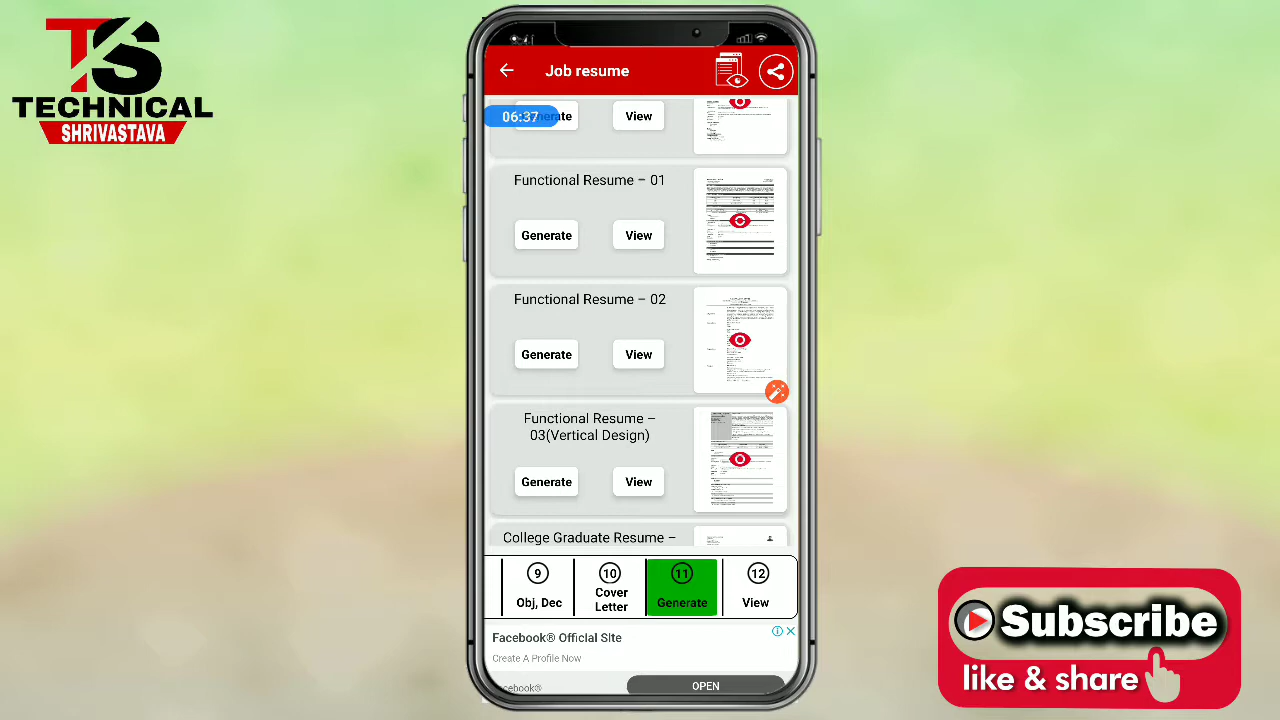 TS
TECHNICAL
SHRIVASTAVA
Job resume
06:37
View
Functional Resume – 01
Generate
View
Functional Resume – 02
Generate
View
Functional Resume –
03(Vertical Design)
Generate
View
College Graduate Resume –
9
Obj, Dec
10
Cover
Letter
11
Generate
12
View
Facebook® Official SIte
Create A Profile Now
OPEN
Subscribe
like & share